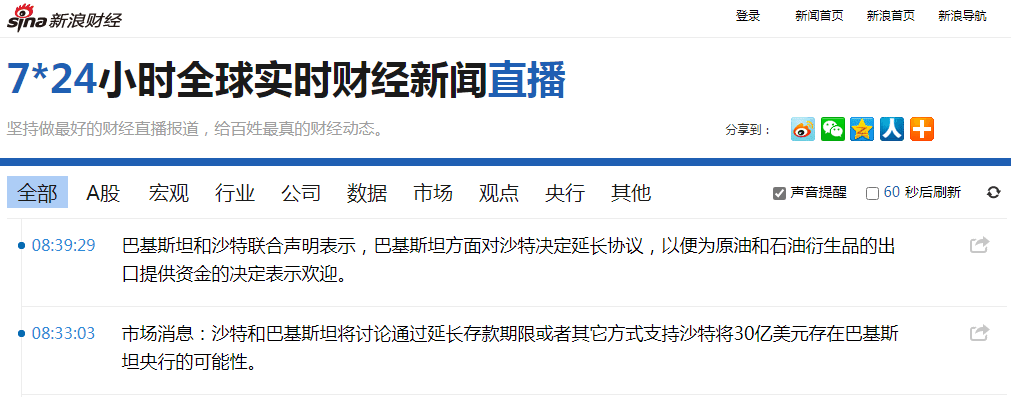 sina 新浪财经
登录 新闻首页 新浪首页 新浪导航
7*24小时全球实时财经新闻直播
坚持做最好的财经直播报道，给百姓最真的财经动态。
分享到：
全部 A股 宏观 行业 公司 数据 市场 观点 央行 其他
声音提醒 60 秒后刷新
08:39:29 巴基斯坦和沙特联合声明表示，巴基斯坦方面对沙特决定延长协议，以便为原油和石油衍生品的出
口提供资金的决定表示欢迎。
08:33:03 市场消息：沙特和巴基斯坦将讨论通过延长存款期限或者其它方式支持沙特将30亿美元存在巴基斯
坦央行的可能性。